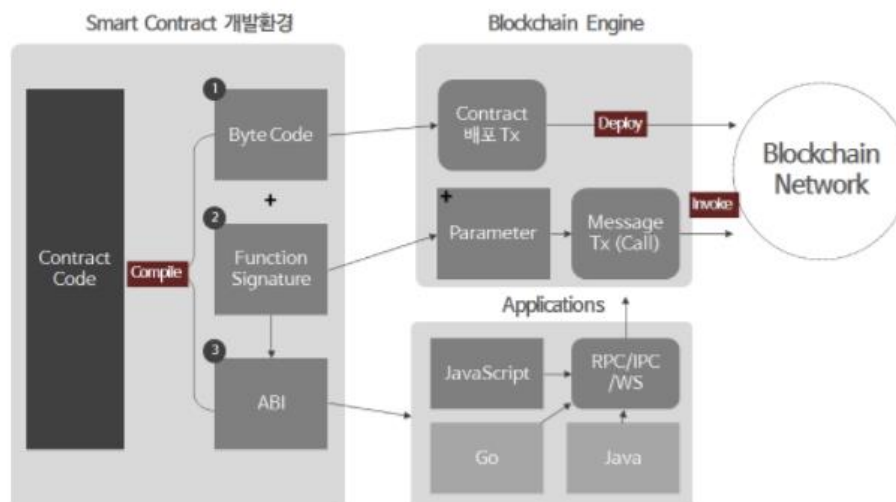 Smart Contract 개발환경
Contract
Code
Compile
1
Byte Code
+
2
Function
Signature
3
ABI
Blockchain Engine
Contract
배포 Tx
Deploy
+
Parameter
Message
Tx (Call)
Invoke
Blockchain
Network
Applications
JavaScript
RPC/IPC
/WS
Go
Java